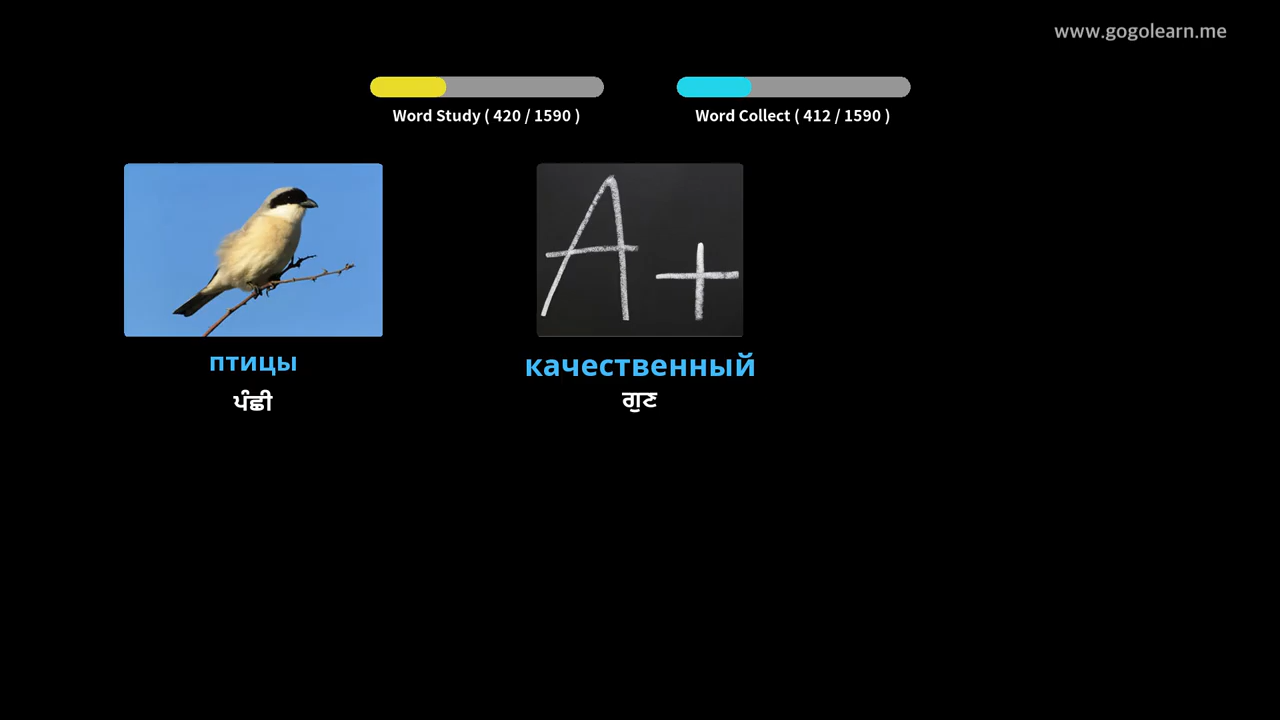 www.gogolearn.me
Word Study ( 420 / 1590 )
Word Collect ( 412 / 1590 )
A+
птицы
ਪੰਛੀ
качественный
ਗੁਣ